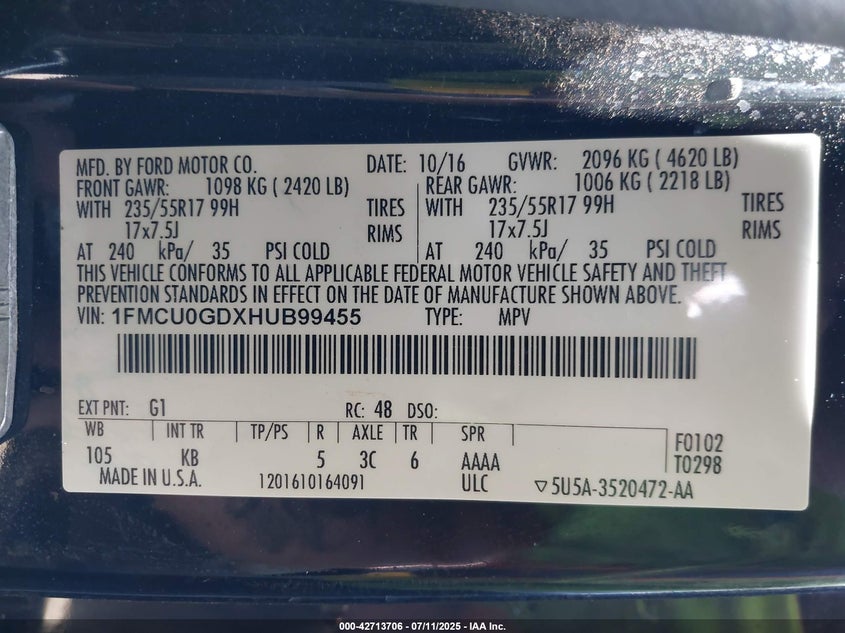 MFD. BY FORD MOTOR CO. DATE: 10/16 GVWR: 2096 KG ( 4620 LB)
FRONT GAWR: 1098 KG ( 2420 LB) REAR GAWR: 1006 KG ( 2218 LB)
WITH 235/55R17 99H TIRES WITH 235/55R17 99H TIRES
17x7.5J RIMS 17x7.5J RIMS
AT 240 kPa/ 35 PSI COLD AT 240 kPa/ 35 PSI COLD
THIS VEHICLE CONFORMS TO ALL APPLICABLE FEDERAL MOTOR VEHICLE SAFETY AND THEFT
PREVENTION STANDARDS IN EFFECT ON THE DATE OF MANUFACTURE SHOWN ABOVE.
VIN: 1FMCU0GDXHUB99455 TYPE: MPV
EXT PNT: G1 RC: 48 DSO:
WB INT TR TP/PS R AXLE TR SPR F0102
105 KB 5 3C 6 AAAA T0298
MADE IN U.S.A. 1201610164091 ULC ▽5U5A-3520472-AA
000-42713706 - 07/11/2025 - IAA Inc.